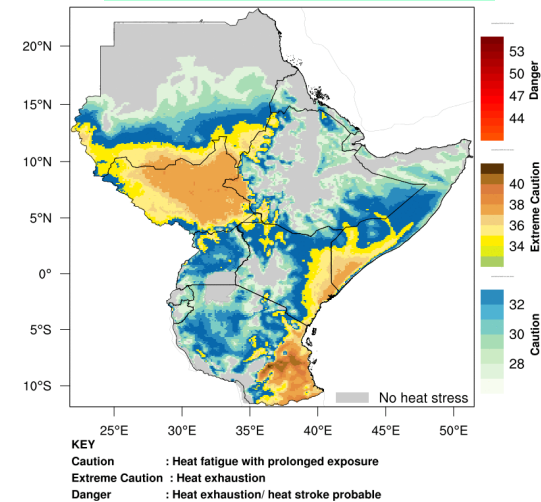 20°N
15°N
10°N
5°N
0°
5°S
10°S
25°E 30°E 35°E 40°E 45°E 50°E
No heat stress
53
50
47
44
Danger
40
38
36
34
Extreme Caution
32
30
28
Caution
KEY
Caution : Heat fatigue with prolonged exposure
Extreme Caution : Heat exhaustion
Danger : Heat exhaustion/ heat stroke probable